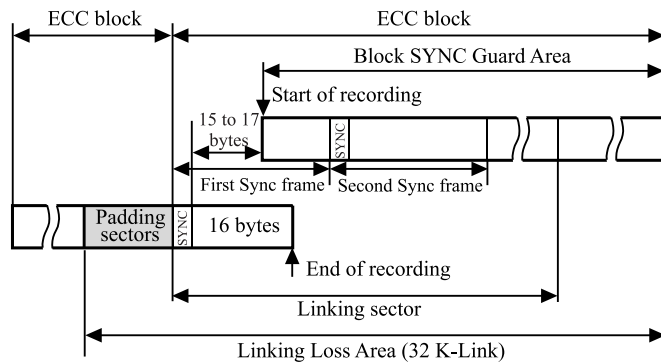 ECC block
ECC block
Block SYNC Guard Area
Start of recording
15 to 17
bytes
SYNC
First Sync frame
Second Sync frame
Padding
sectors
SYNC
16 bytes
End of recording
Linking sector
Linking Loss Area (32 K-Link)